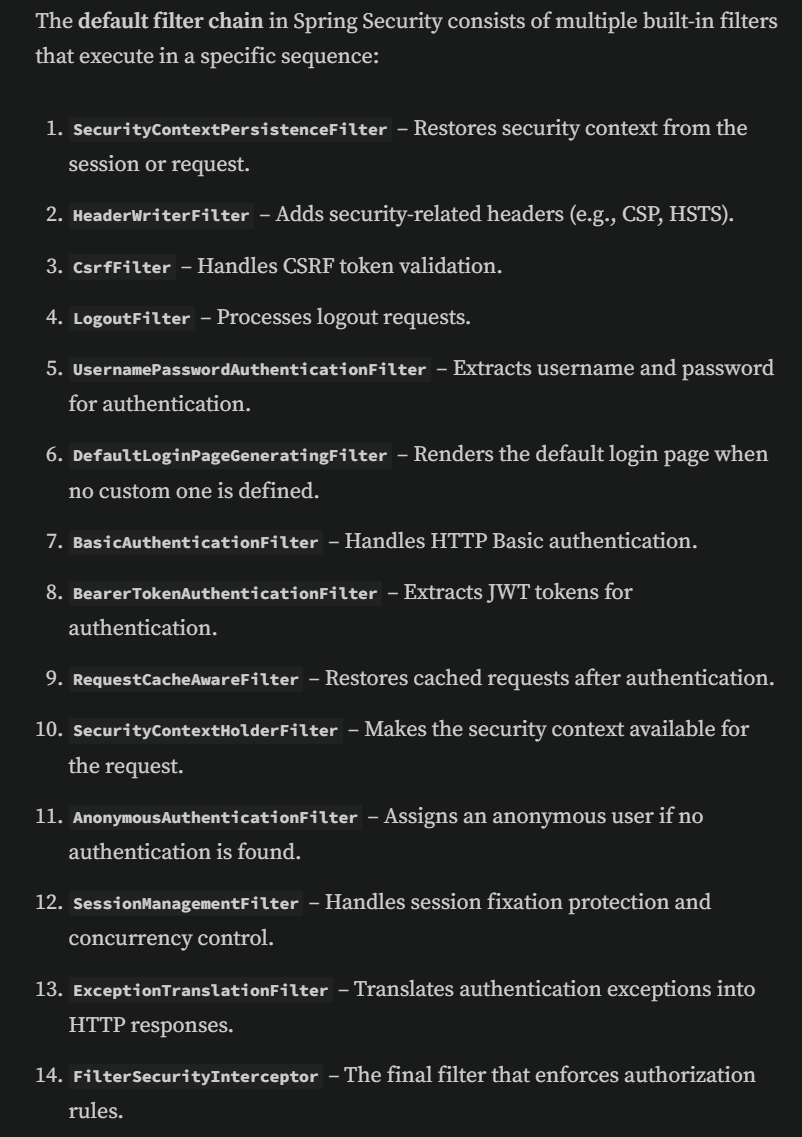 The default filter chain in Spring Security consists of multiple built-in filters
that execute in a specific sequence:
1. SecurityContextPersistenceFilter – Restores security context from the
session or request.
2. HeaderWriterFilter – Adds security-related headers (e.g., CSP, HSTS).
3. CsrfFilter – Handles CSRF token validation.
4. LogoutFilter – Processes logout requests.
5. UsernamePasswordAuthenticationFilter – Extracts username and password
for authentication.
6. DefaultLoginPageGeneratingFilter – Renders the default login page when
no custom one is defined.
7. BasicAuthenticationFilter – Handles HTTP Basic authentication.
8. BearerTokenAuthenticationFilter – Extracts JWT tokens for
authentication.
9. RequestCacheAwareFilter – Restores cached requests after authentication.
10. SecurityContextHolderFilter – Makes the security context available for
the request.
11. AnonymousAuthenticationFilter – Assigns an anonymous user if no
authentication is found.
12. SessionManagementFilter – Handles session fixation protection and
concurrency control.
13. ExceptionTranslationFilter – Translates authentication exceptions into
HTTP responses.
14. FilterSecurityInterceptor – The final filter that enforces authorization
rules.